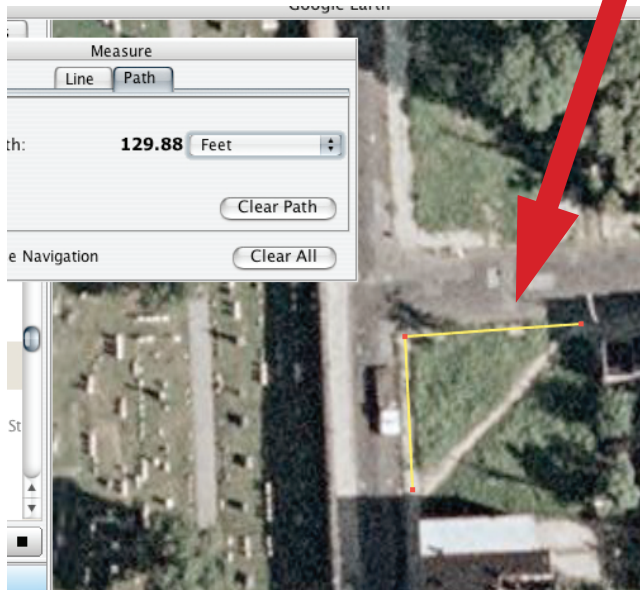 Google Earth
Measure
Line Path
th: 129.88 Feet
Clear Path
e Navigation Clear All
St